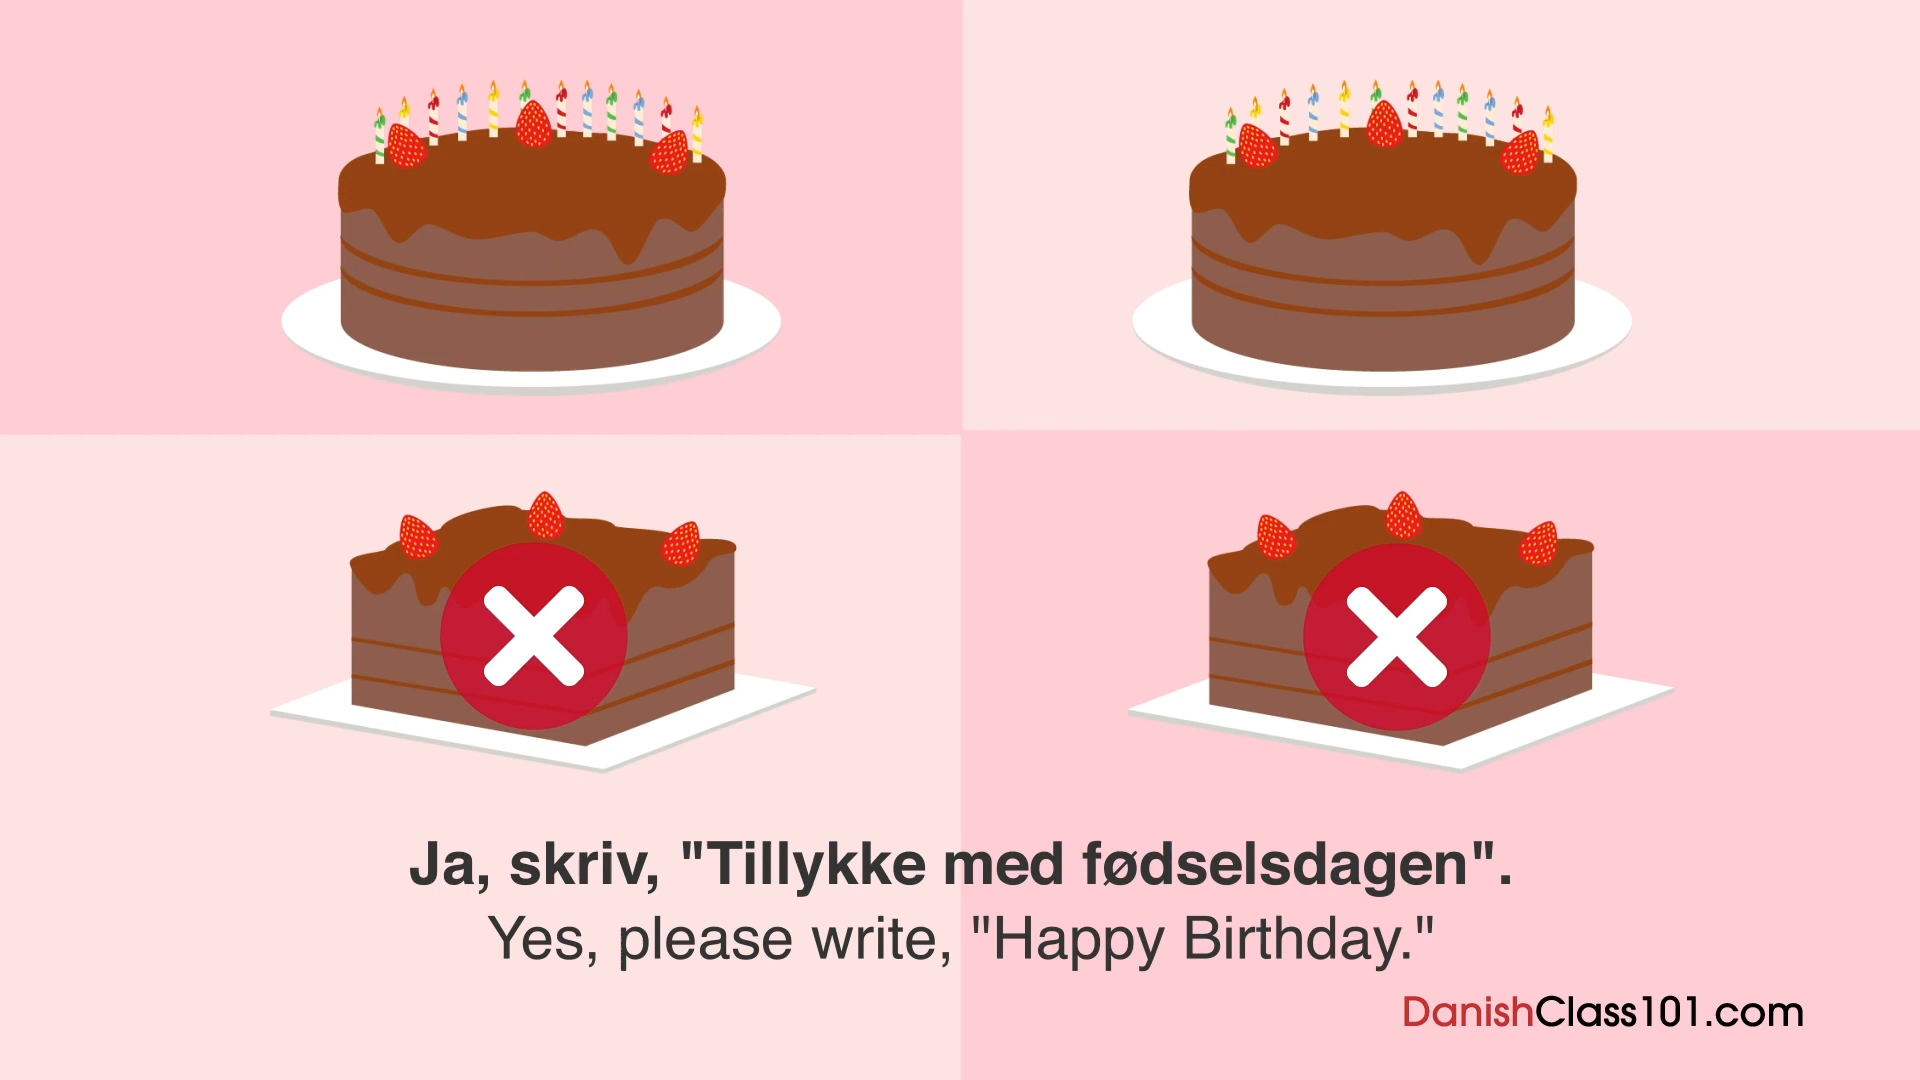 Ja, skriv, "Tillykke med fødselsdagen".
Yes, please write, "Happy Birthday."
DanishClass101.com